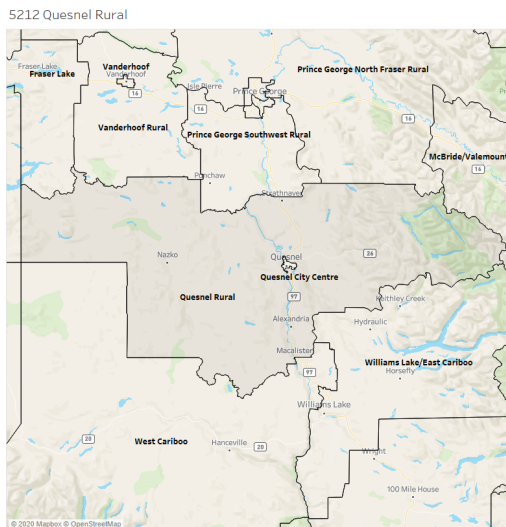 5212 Quesnel Rural
Fraser Lake
Fraser Lake
Vanderhoof
Vanderhoof
16
Isle Pierre
16
Prince George
Prince George North Fraser Rural
Vanderhoof Rural
Prince George Southwest Rural
16
McBride/Valemount
16
Punchaw
Strathnaver
Nazko
Quesnel
26
Quesnel City Centre
Quesnel Rural
97
Keithley Creek
Alexandria
Hydraulic
Macalister
Williams Lake/East Cariboo
97
Horsefly
Williams Lake
West Cariboo
20
Hanceville
20
Wright
100 Mile House
© 2020 Mapbox © OpenStreetMap